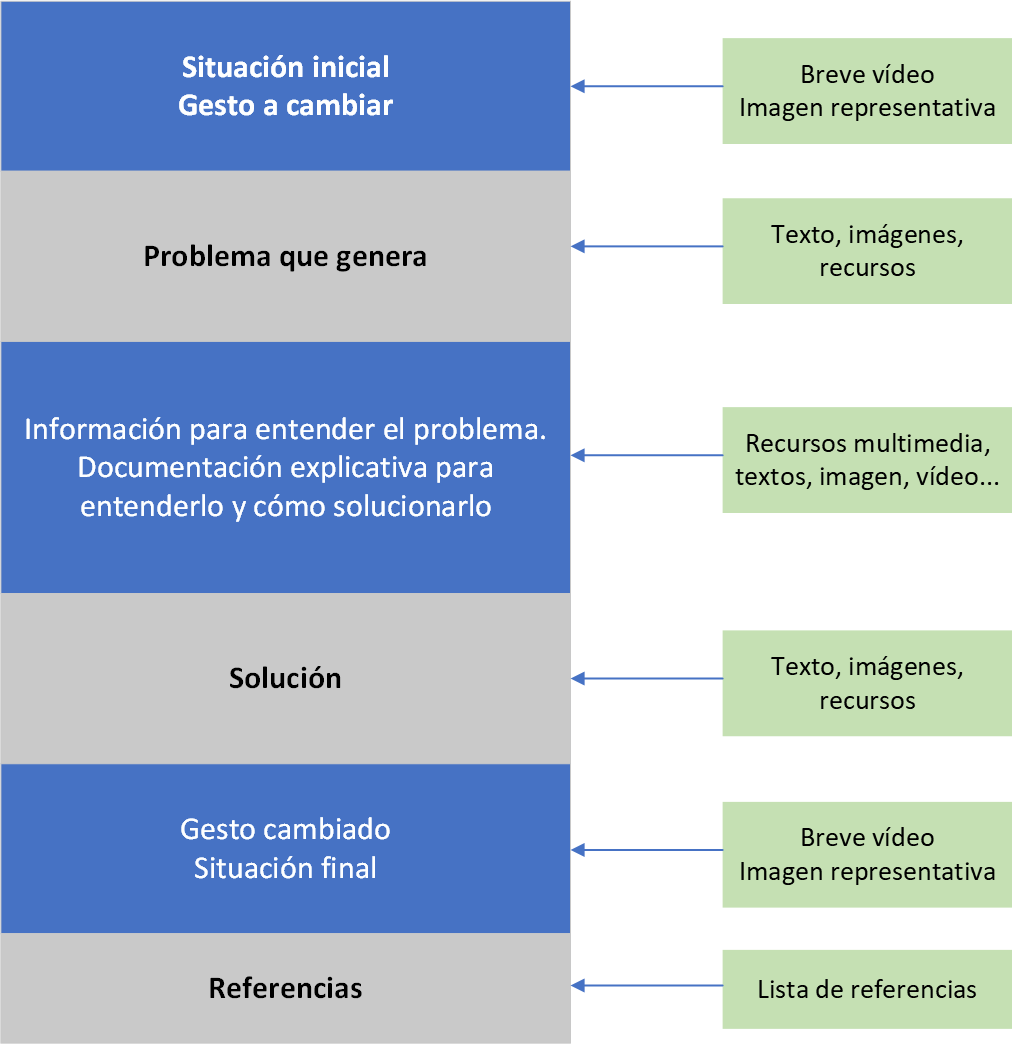 Situación inicial
Gesto a cambiar
Breve vídeo
Imagen representativa
Problema que genera
Texto, imágenes,
recursos
Información para entender el problema.
Documentación explicativa para
entenderlo y cómo solucionarlo
Recursos multimedia,
textos, imagen, vídeo...
Solución
Texto, imágenes,
recursos
Gesto cambiado
Situación final
Breve vídeo
Imagen representativa
Referencias
Lista de referencias